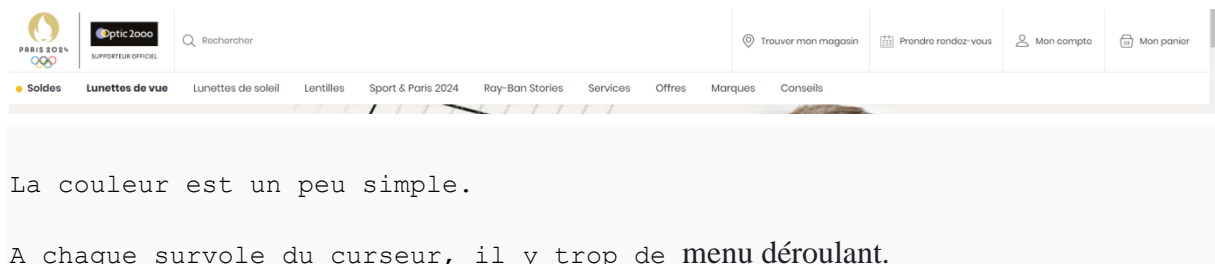 PARIS 2024
Optic 2ooo
SUPPORTEUR OFFICIEL
Rechercher
Trouver mon magasin
Prendre rendez-vous
Mon compte
Mon panier
Soldes Lunettes de vue Lunettes de soleil Lentilles Sport & Paris 2024 Ray-Ban Stories Services Offres Marques Conseils
La couleur est un peu simple.
A chaque survole du curseur, il y trop de menu déroulant.